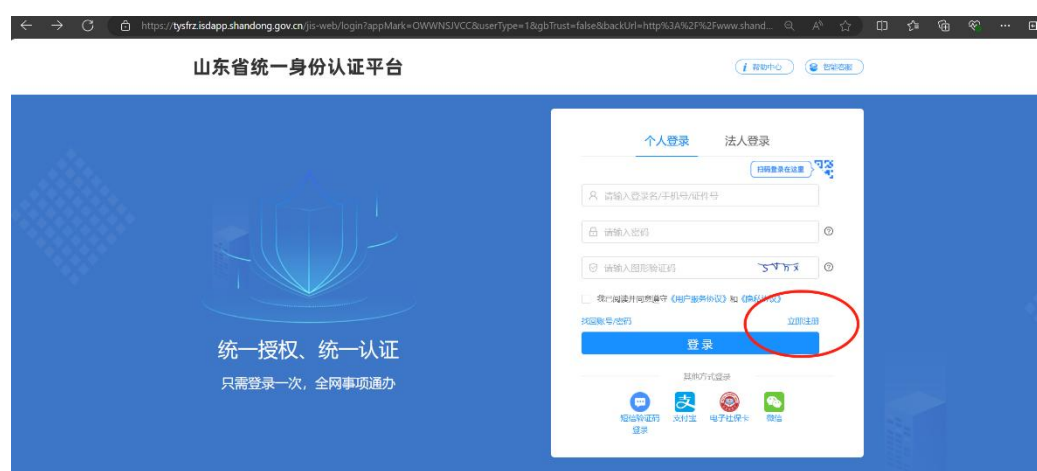 https://tysfrz.isdapp.shandong.gov.cn/jis-web/login?appMark=OWWNSJVCC&userType=1&gbTrust=false&backUrl=http%3A%2F%2Fwww.shand...
山东省统一身份认证平台
帮助中心
智能客服
个人登录 法人登录
扫码登录在这里
请输入登录名/手机号/证件号
请输入密码
请输入图形验证码
我已阅读并同意遵守《用户服务协议》和《隐私协议》
找回账号/密码 立即注册
登录
统一授权、统一认证
只需登录一次，全网事项通办
其他方式登录
短信验证码登录 支付宝 电子社保卡 微信